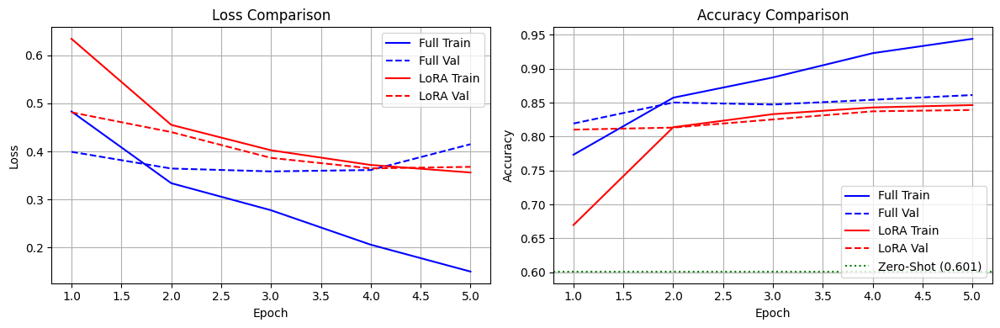 Loss Comparison
Loss
0.6
0.5
0.4
0.3
0.2
Full Train
Full Val
LoRA Train
LoRA Val
1.0 1.5 2.0 2.5 3.0 3.5 4.0 4.5 5.0
Epoch
Accuracy Comparison
Accuracy
0.95
0.90
0.85
0.80
0.75
0.70
0.65
0.60
Full Train
Full Val
LoRA Train
LoRA Val
Zero-Shot (0.601)
1.0 1.5 2.0 2.5 3.0 3.5 4.0 4.5 5.0
Epoch